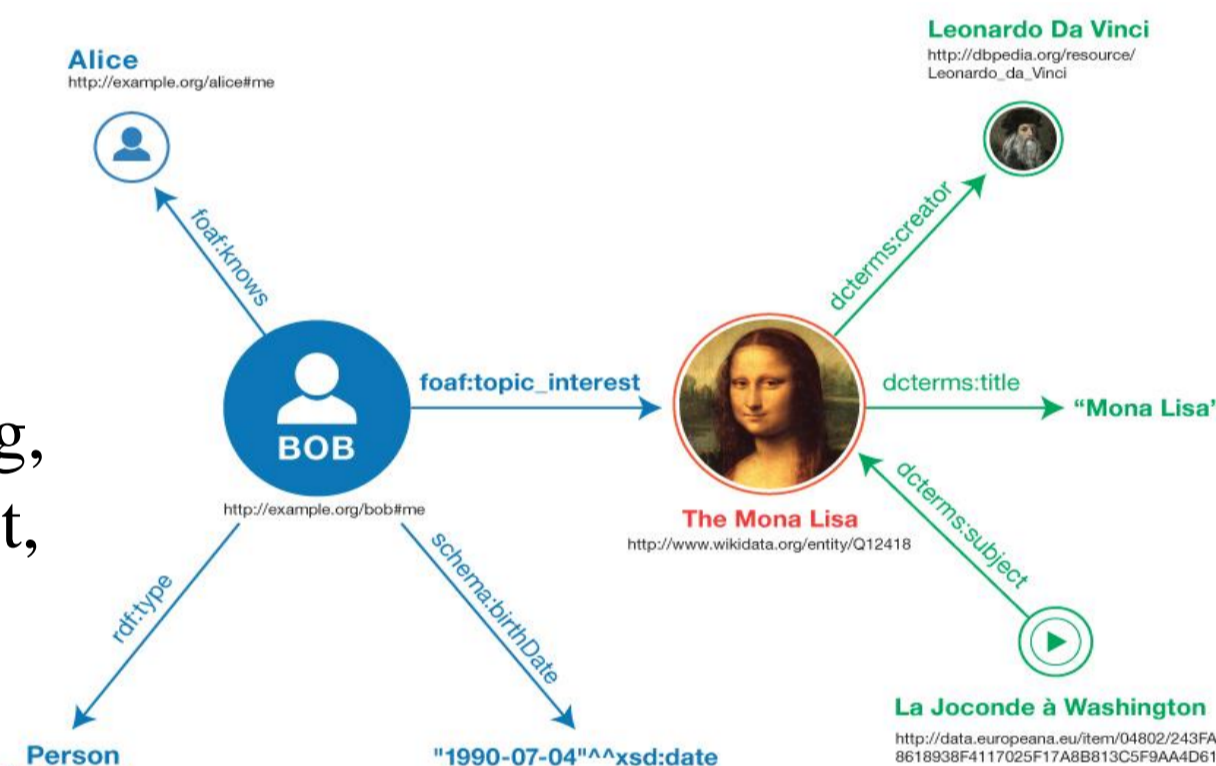 Leonardo Da Vinci
http://dbpedia.org/resource/
Leonardo_da_Vinci
Alice
http://example.org/alice#me
foaf:knows
dcterms:creator
foaf:topic_interest
dcterms:title
"Mona Lisa"
BOB
g,
t,
http://example.org/bob#me
The Mona Lisa
http://www.wikidata.org/entity/Q12418
dcterms:subject
rdf:type
schema:birthDate
La Joconde à Washington
http://data.europeana.eu/item/04802/243FA
8618938F4117025F17A8B813C5F9AA4D61
Person
"1990-07-04"^^xsd:date